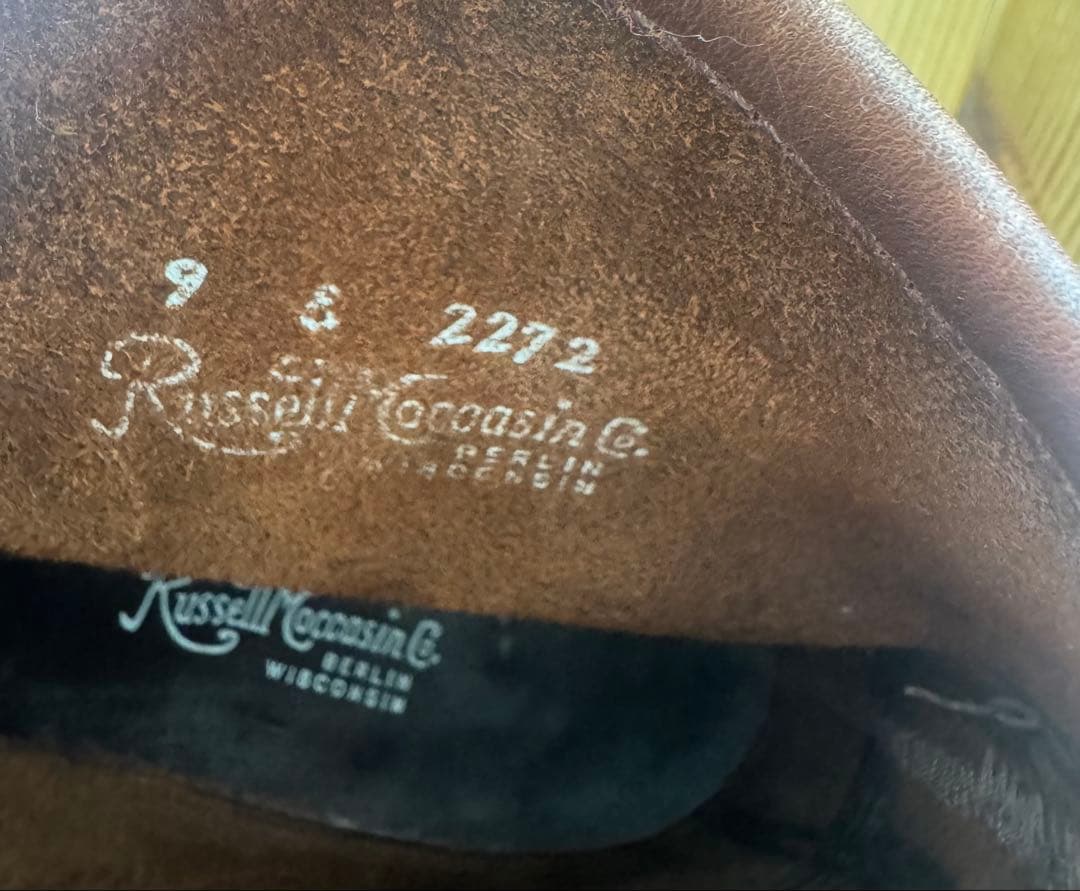 9 E 2272
Russell Moccasin Co.
BERLIN
WISCONSIN
Russell Moccasin Co.
BERLIN
WISCONSIN